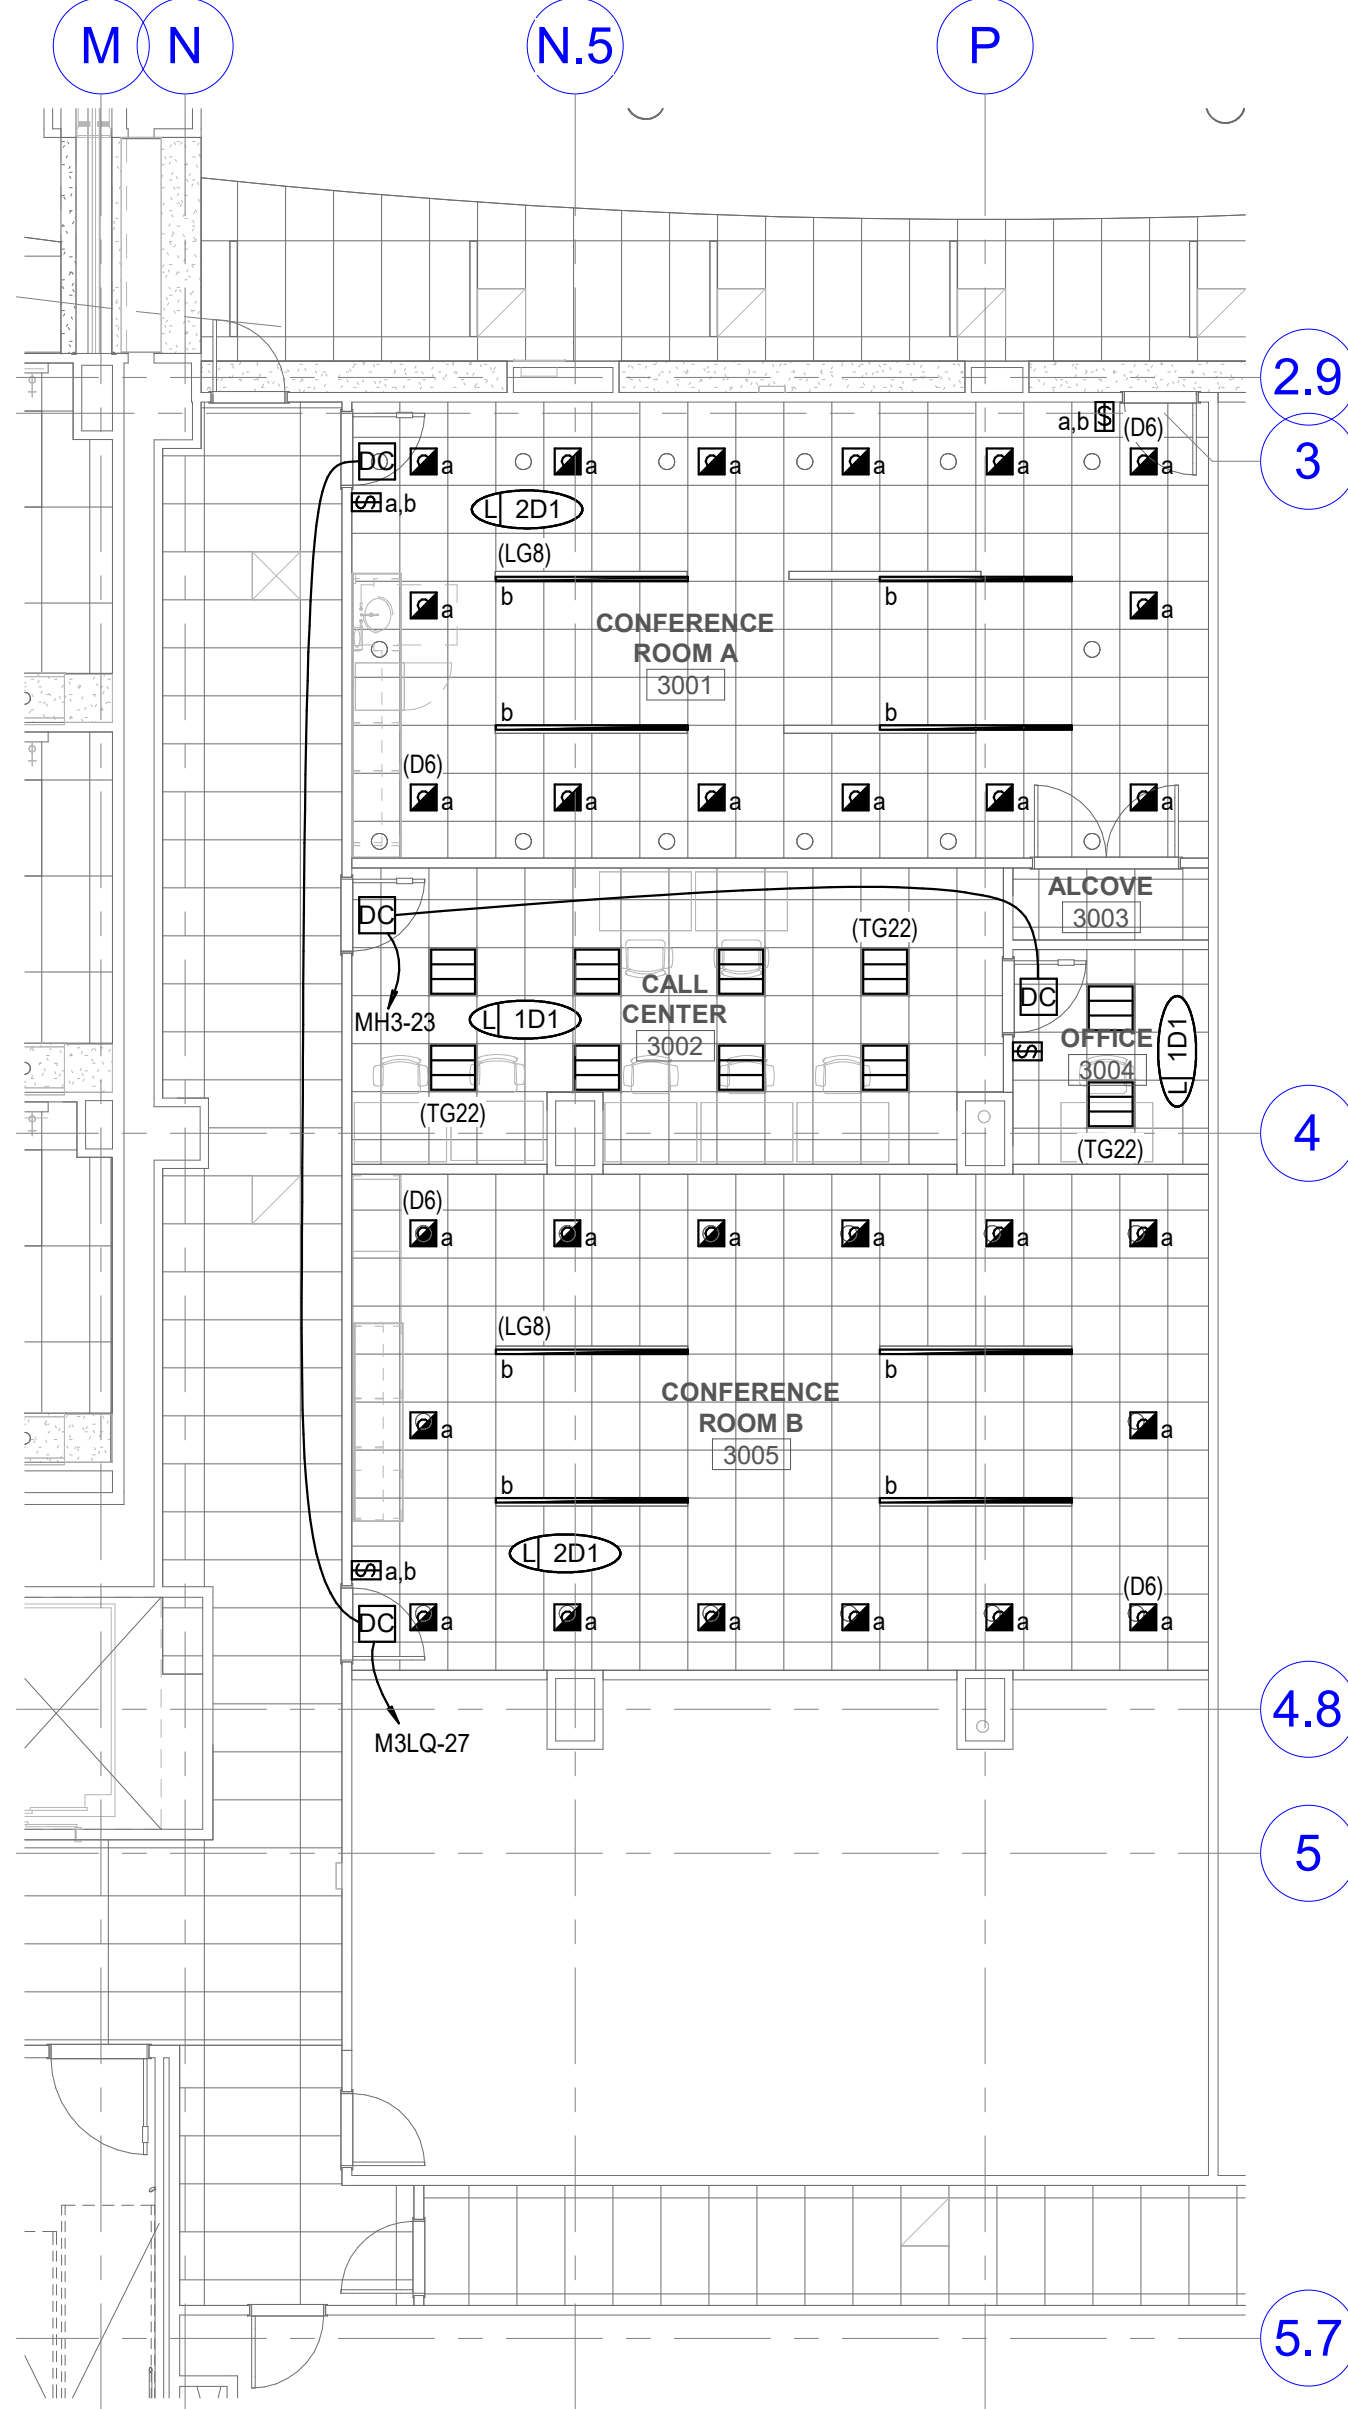 M N N.5 P
2.9
a,b $ (D6)
3
DC a a a a a a
$ a,b
L 2D1
(LG8)
b b
a a
CONFERENCE
ROOM A
3001
b b
(D6)
a a a a a a
ALCOVE
3003
DC
(TG22)
CALL
CENTER
3002
DC
MH3-23
L 1D1
L 1D1
$
OFFICE
3004
(TG22)
4
(TG22)
(D6)
a a a a a a
(LG8)
b b
CONFERENCE
ROOM B
3005
a a
b b
L 2D1
$ a,b
(D6)
DC a a a a a a
4.8
M3LQ-27
5
5.7